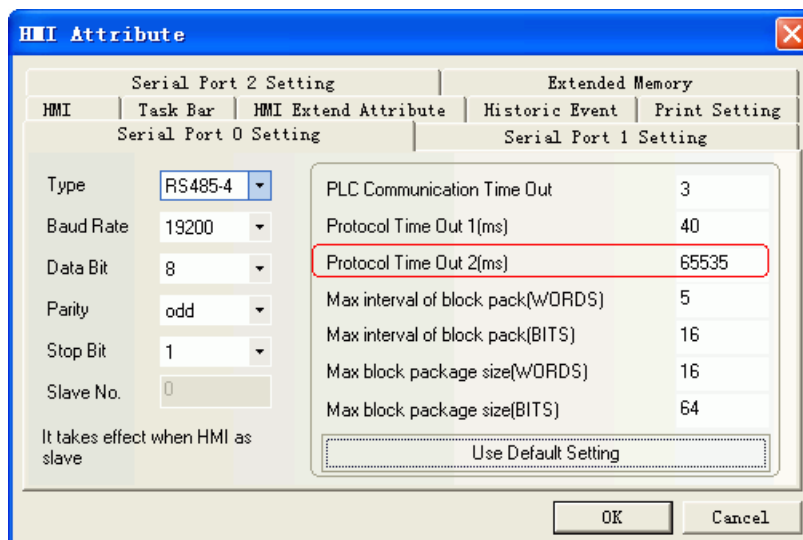 HMI Attribute
Serial Port 2 Setting
Extended Memory
HMI
Task Bar
HMI Extend Attribute
Historic Event
Print Setting
Serial Port 0 Setting
Serial Port 1 Setting
Type
RS485-4
Baud Rate
19200
Data Bit
8
Parity
odd
Stop Bit
1
Slave No.
0
It takes effect when HMI as
slave
PLC Communication Time Out
3
Protocol Time Out 1(ms)
40
Protocol Time Out 2(ms)
65535
Max interval of block pack(WORDS)
5
Max interval of block pack(BITS)
16
Max block package size(WORDS)
16
Max block package size(BITS)
64
Use Default Setting
OK
Cancel